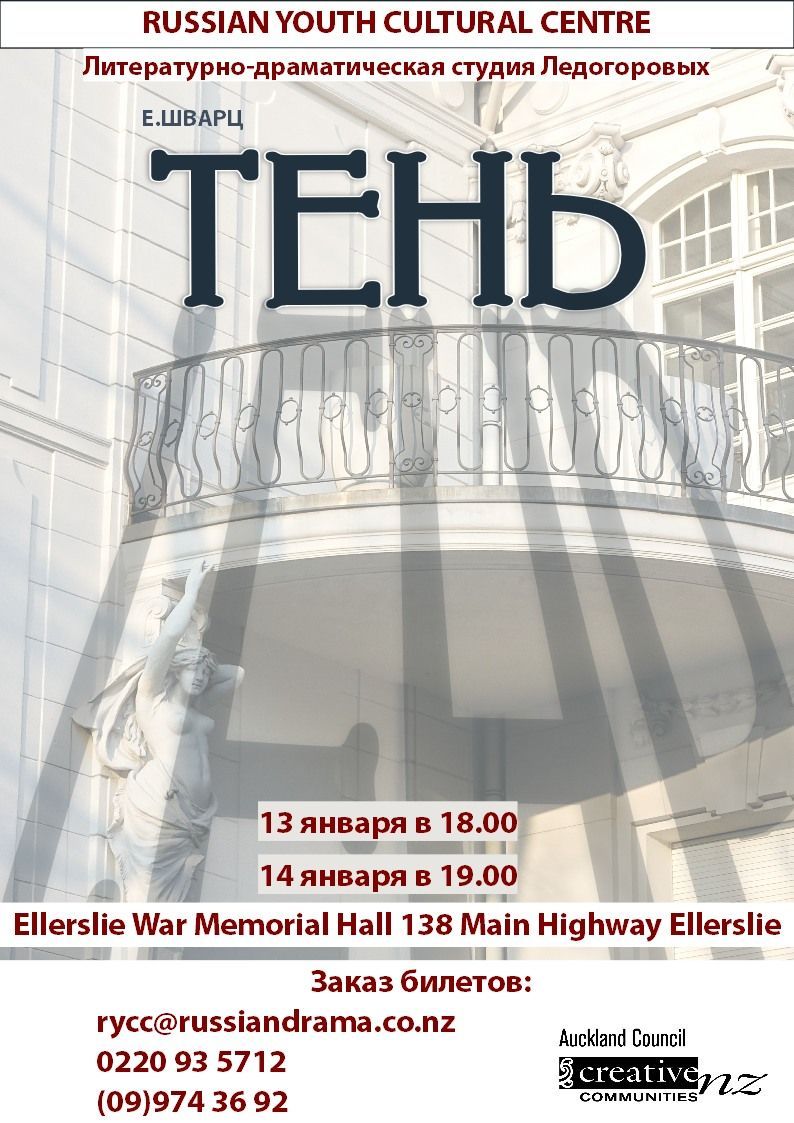 RUSSIAN YOUTH CULTURAL CENTRE
Литературно-драматическая студия Ледогоровых
Е.ШВАРЦ
ТЕНЬ
13 января в 18.00
14 января в 19.00
Ellerslie War Memorial Hall 138 Main Highway Ellerslie
Заказ билетов:
rycc@russiandrama.co.nz
0220 93 5712
(09)974 36 92
Auckland Council
creative nz
COMMUNITIES